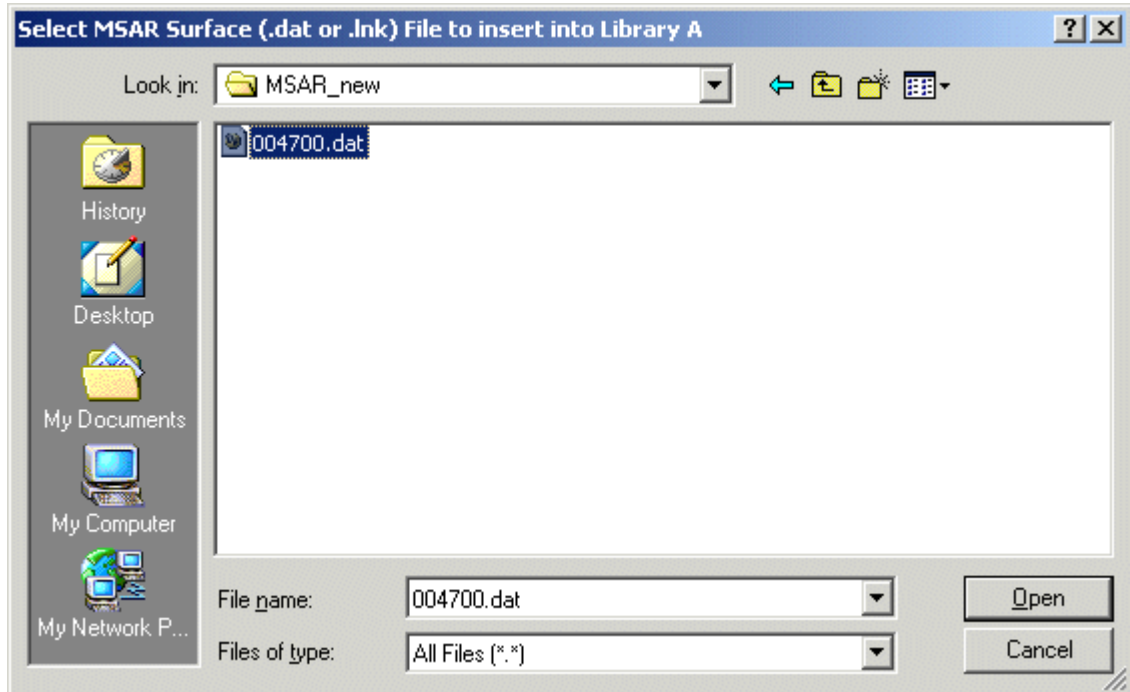 Select MSAR Surface (.dat or .lnk) File to insert into Library A
Look in: MSAR_new
004700.dat
History
Desktop
My Documents
My Computer
My Network P...
File name: 004700.dat Open
Files of type: All Files (*.*) Cancel